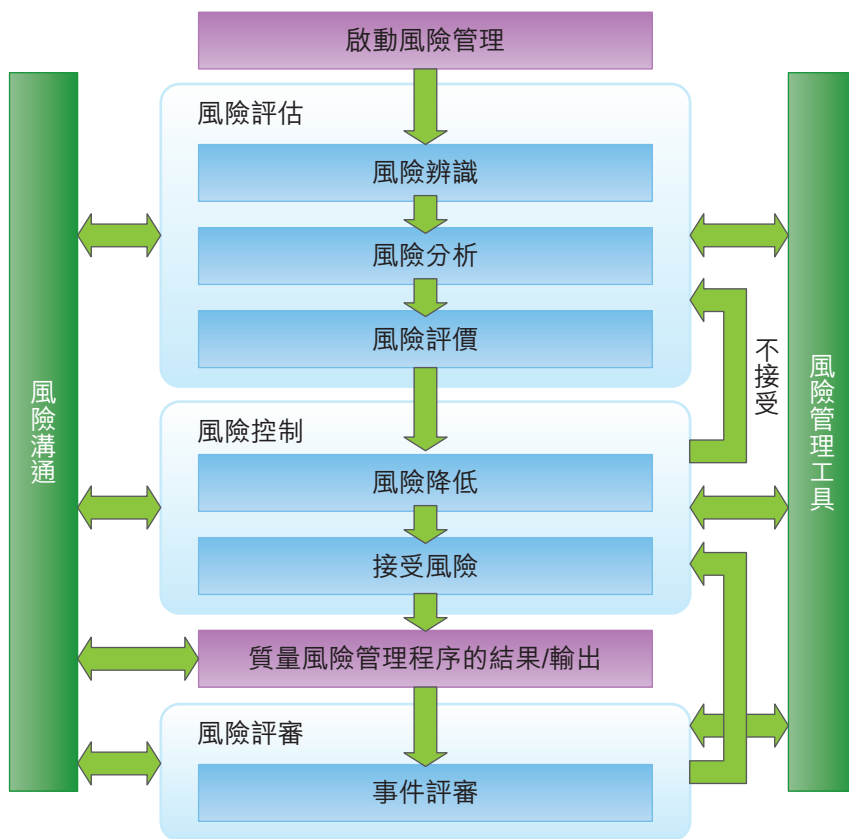 啟動風險管理
風險評估
風險辨識
風險分析
風險評價
不接受
風險溝通
風險管理工具
風險控制
風險降低
接受風險
質量風險管理程序的結果/輸出
風險評審
事件評審